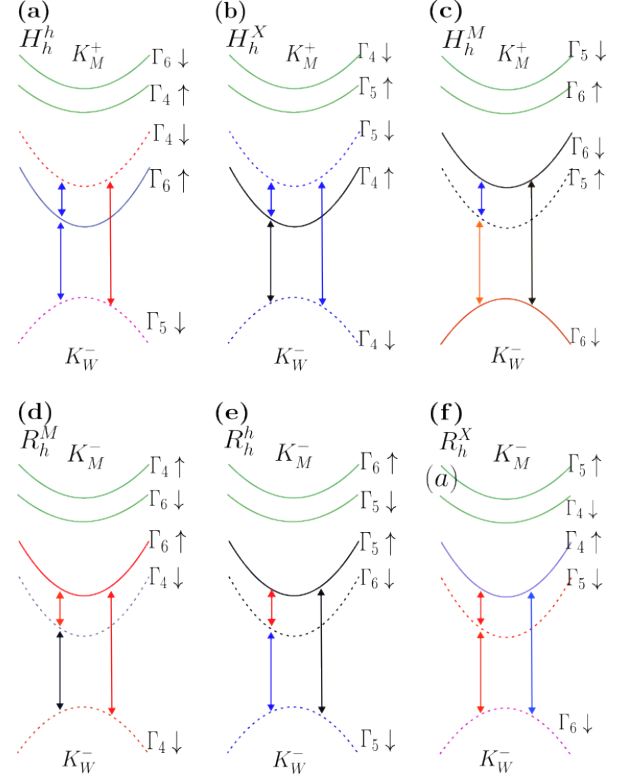 (a)
H_h^h K_M^+
Γ6 ↓
Γ4 ↑
Γ4 ↓
Γ6 ↑
Γ5 ↓
K_W^-
(b)
H_h^X K_M^+
Γ4 ↓
Γ5 ↑
Γ5 ↓
Γ4 ↑
Γ4 ↓
K_W^-
(c)
H_h^M K_M^+
Γ5 ↓
Γ6 ↑
Γ6 ↓
Γ5 ↑
Γ6 ↓
K_W^-
(d)
R_h^M K_M^-
Γ4 ↑
Γ6 ↓
Γ6 ↑
Γ4 ↓
Γ4 ↓
K_W^-
(e)
R_h^h K_M^-
Γ6 ↑
Γ5 ↓
Γ5 ↑
Γ6 ↓
Γ5 ↓
K_W^-
(f)
R_h^X K_M^-
(a)
Γ5 ↑
Γ4 ↓
Γ4 ↑
Γ5 ↓
Γ6 ↓
K_W^-